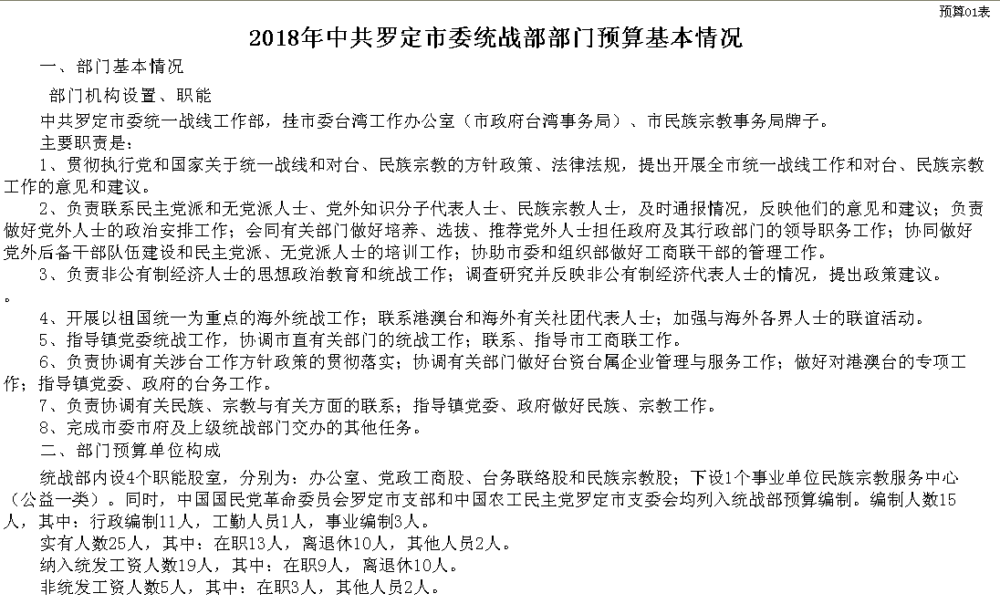 预算01表
2018年中共罗定市委统战部部门预算基本情况
一、部门基本情况
部门机构设置、职能
中共罗定市委统一战线工作部，挂市委台湾工作办公室（市政府台湾事务局）、市民族宗教事务局牌子。
主要职责是：
1、贯彻执行党和国家关于统一战线和对台、民族宗教的方针政策、法律法规，提出开展全市统一战线工作和对台、民族宗教
工作的意见和建议。
2、负责联系民主党派和无党派人士、党外知识分子代表人士、民族宗教人士，及时通报情况，反映他们的意见和建议；负责
做好党外人士的政治安排工作；会同有关部门做好培养、选拔、推荐党外人士担任政府及其行政部门的领导职务工作；协同做好
党外后备干部队伍建设和民主党派、无党派人士的培训工作；协助市委和组织部做好工商联干部的管理工作。
3、负责非公有制经济人士的思想政治教育和统战工作；调查研究并反映非公有制经济代表人士的情况，提出政策建议。
。
4、开展以祖国统一为重点的海外统战工作；联系港澳台和海外有关社团代表人士；加强与海外各界人士的联谊活动。
5、指导镇党委统战工作，协调市直有关部门的统战工作；联系、指导市工商联工作。
6、负责协调有关涉台工作方针政策的贯彻落实；协调有关部门做好台资台属企业管理与服务工作；做好对港澳台的专项工
作；指导镇党委、政府的台务工作。
7、负责协调有关民族、宗教与有关方面的联系；指导镇党委、政府做好民族、宗教工作。
8、完成市委市府及上级统战部门交办的其他任务。
二、部门预算单位构成
统战部内设4个职能股室，分别为：办公室、党政工商股、台务联络股和民族宗教股；下设1个事业单位民族宗教服务中心
（公益一类）。同时，中国国民党革命委员会罗定市支部和中国农工民主党罗定市支委会均列入统战部预算编制。编制人数15
人，其中：行政编制11人，工勤人员1人，事业编制3人。
实有人数25人，其中：在职13人，离退休10人，其他人员2人。
纳入统发工资人数19人，其中：在职9人，离退休10人。
非统发工资人数5人，其中：在职3人，其他人员2人。